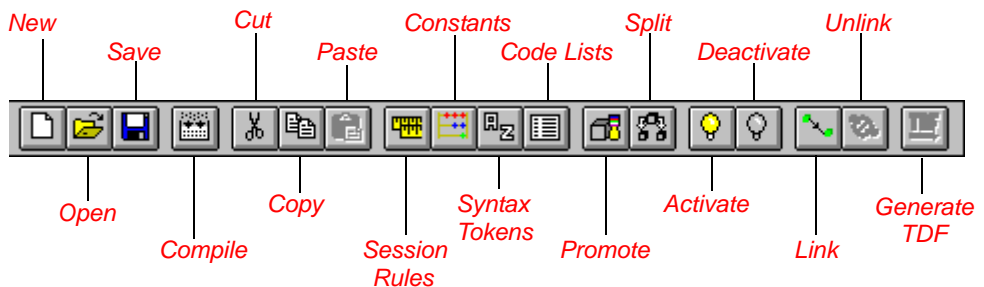 New
Cut
Constants
Split
Unlink
Save
Paste
Code Lists
Deactivate
Open
Copy
Syntax
Tokens
Activate
Generate
TDF
Compile
Session
Rules
Promote
Link